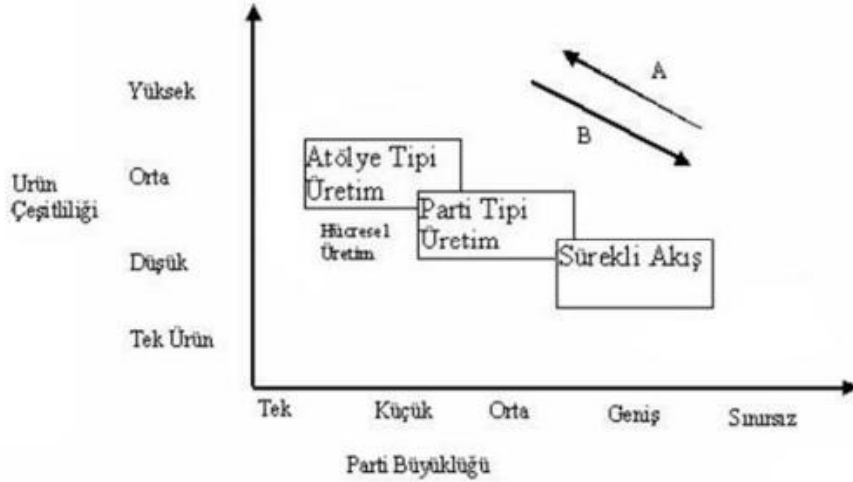 Yüksek
A
B
Atölye Tipi
Üretim
Orta
Ürün
Çeşitliliği
Parti Tipi
Üretim
Hücresel
Üretim
Sürekli Akış
Düşük
Tek Ürün
Tek
Küçük
Orta
Geniş
Sınırsız
Parti Büyüklüğü